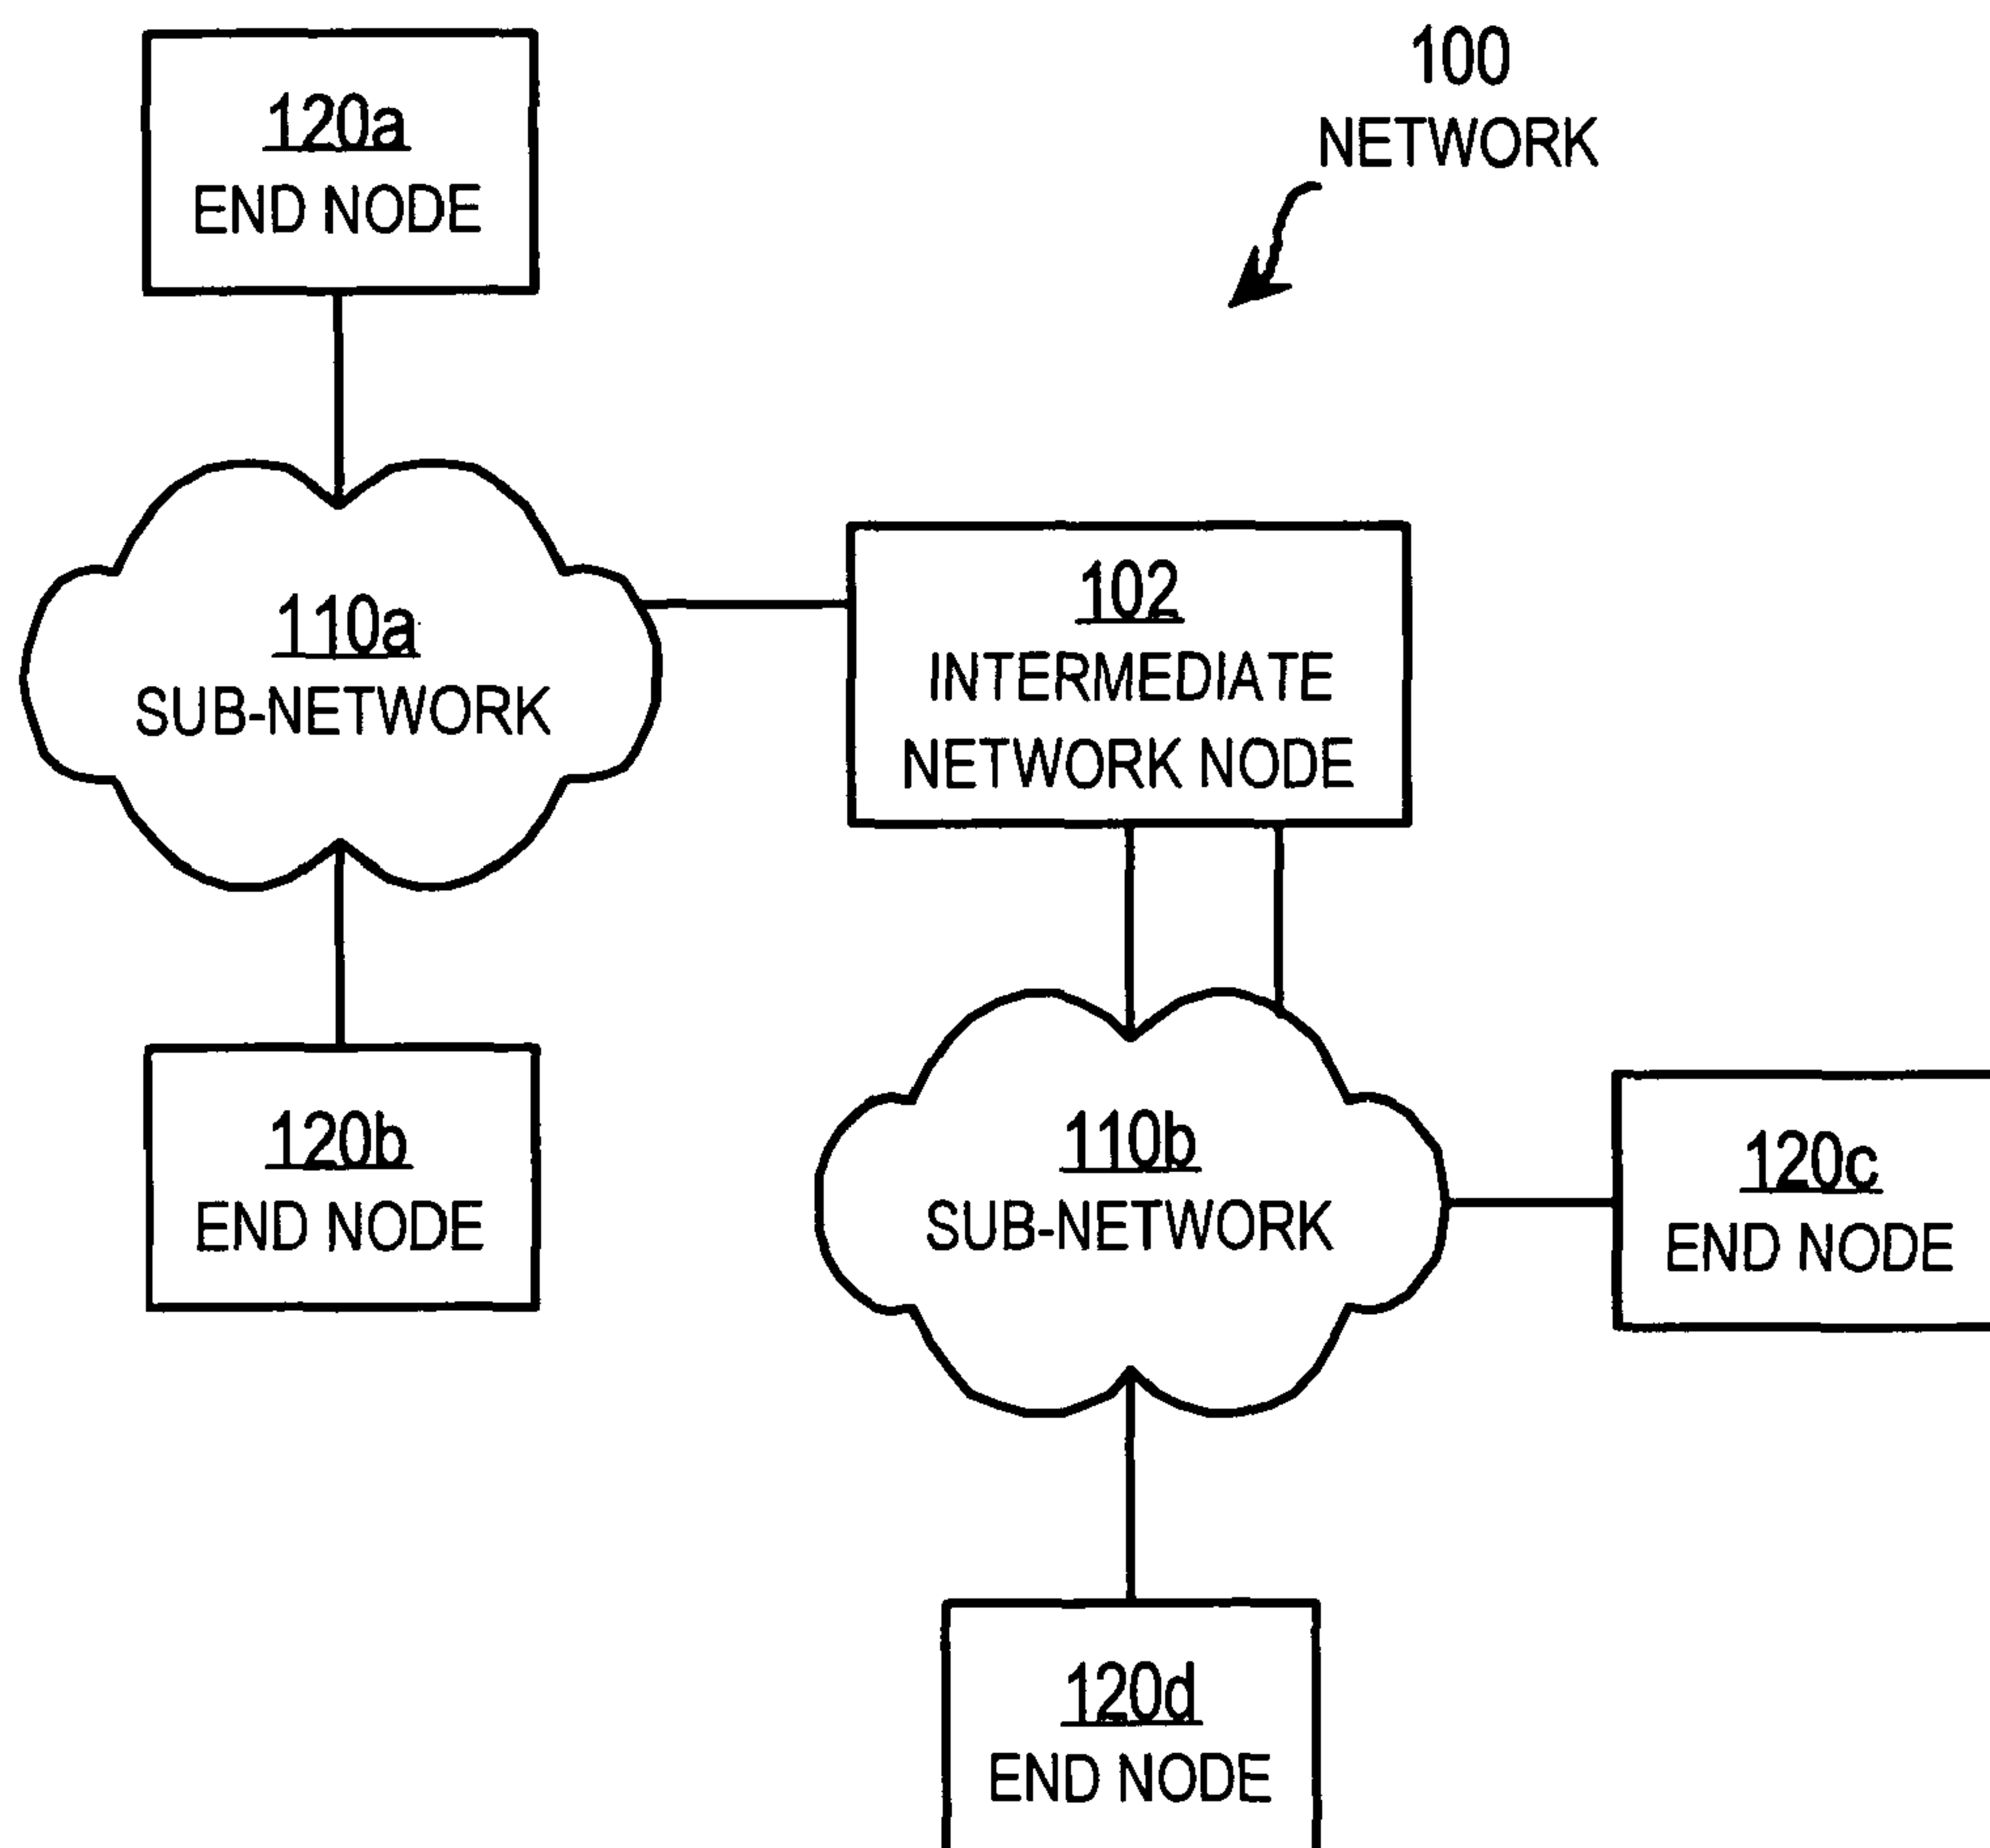 120a
END NODE
100
NETWORK
110a
SUB-NETWORK
102
INTERMEDIATE
NETWORK NODE
120b
END NODE
110b
SUB-NETWORK
120c
END NODE
120d
END NODE